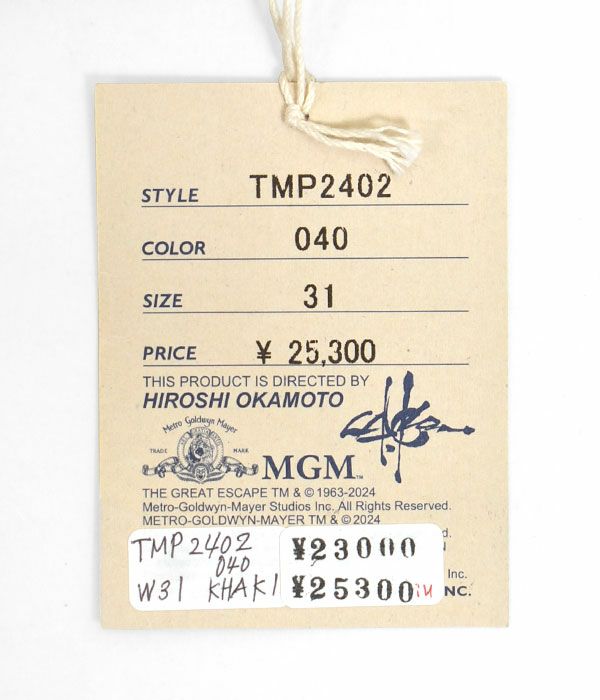 STYLE TMP2402
COLOR 040
SIZE 31
PRICE ¥ 25,300
THIS PRODUCT IS DIRECTED BY
HIROSHI OKAMOTO
Metro Goldwyn Mayer
TRADE MARK
MGM™
THE GREAT ESCAPE TM & © 1963-2024
Metro-Goldwyn-Mayer Studios Inc. All Rights Reserved.
METRO-GOLDWYN-MAYER TM & © 2024
TMP2402
040
W31 KHAKI
¥23000
¥25300
Inc.
INC.